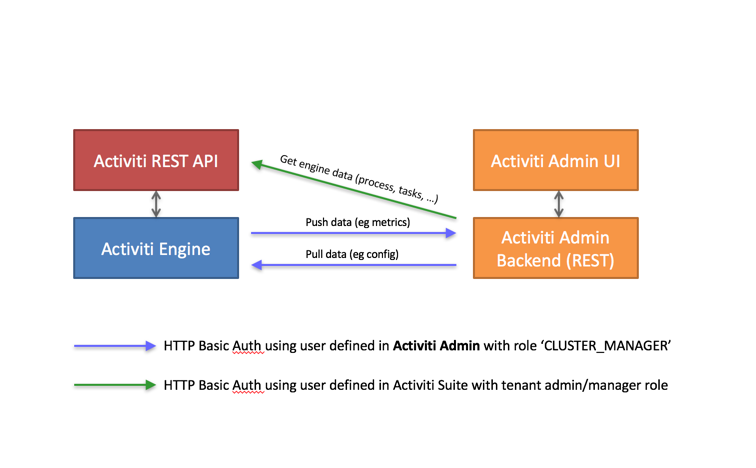 Activiti REST API
Activiti Admin UI
Get engine data (process, tasks, ...)
Push data (eg metrics)
Activiti Engine
Pull data (eg config)
Activiti Admin
Backend (REST)
HTTP Basic Auth using user defined in Activiti Admin with role ‘CLUSTER_MANAGER’
HTTP Basic Auth using user defined in Activiti Suite with tenant admin/manager role